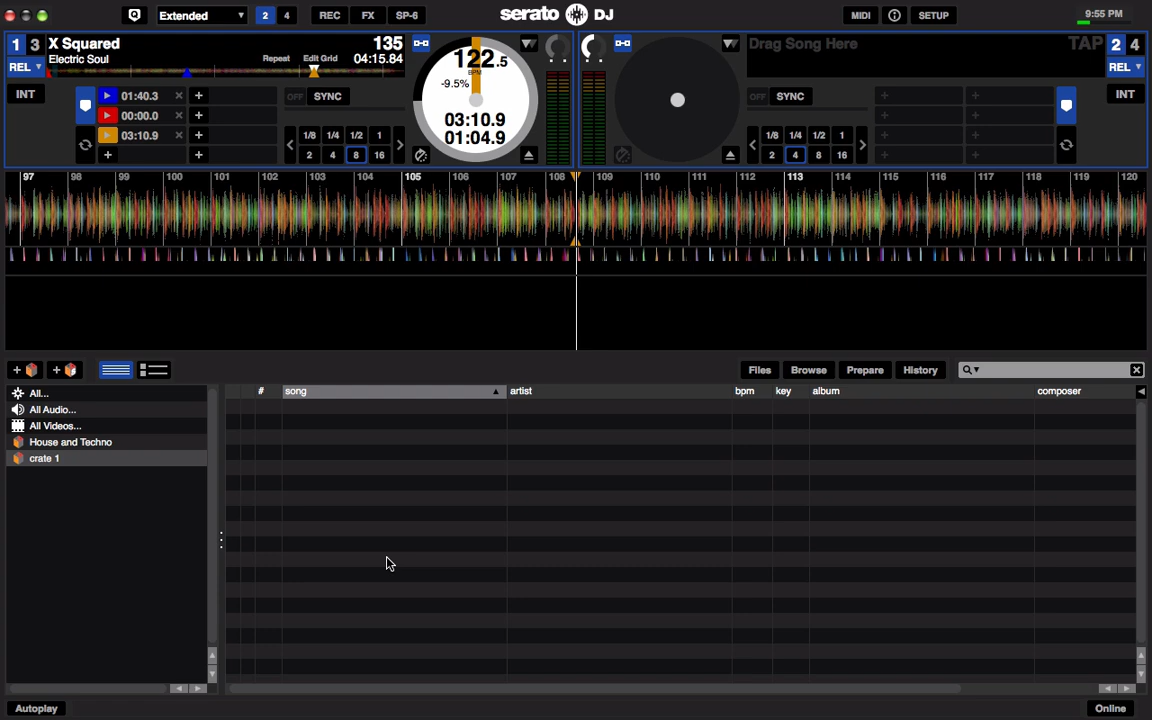 Extended 2 4 REC FX SP-6 serato DJ MIDI SETUP 9:55 PM
1 3 X Squared 135
REL Electric Soul Repeat Edit Grid 04:15.84
INT
01:40.3
00:00.0
03:10.9
OFF SYNC
1/8 1/4 1/2 1
2 4 8 16
122.5
BPM
-9.5%
03:10.9
01:04.9
Drag Song Here TAP 2 4
REL
INT
OFF SYNC
1/8 1/4 1/2 1
2 4 8 16
97 98 99 100 101 102 103 104 105 106 107 108 109 110 111 112 113 114 115 116 117 118 119 120
Files Browse Prepare History
# song artist bpm key album composer
All...
All Audio...
All Videos...
House and Techno
crate 1
Autoplay Online